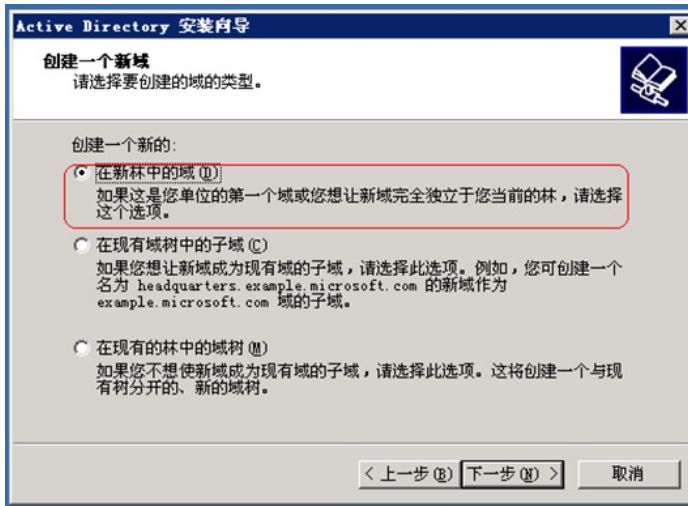 Active Directory 安装向导
创建一个新域
请选择要创建的域的类型。
创建一个新的:
在新林中的域(D)
如果这是您单位的第一个域或您想让新域完全独立于您当前的林，请选择
这个选项。
在现有域树中的子域(C)
如果您想让新域成为现有域的子域，请选择此选项。例如，您可创建一个
名为 headquarters.example.microsoft.com 的新域作为
example.microsoft.com 域的子域。
在现有的林中的域树(M)
如果您不想使新域成为现有域的子域，请选择此选项。这将创建一个与现
有树分开的、新的域树。
< 上一步(B) 下一步(N) > 取消